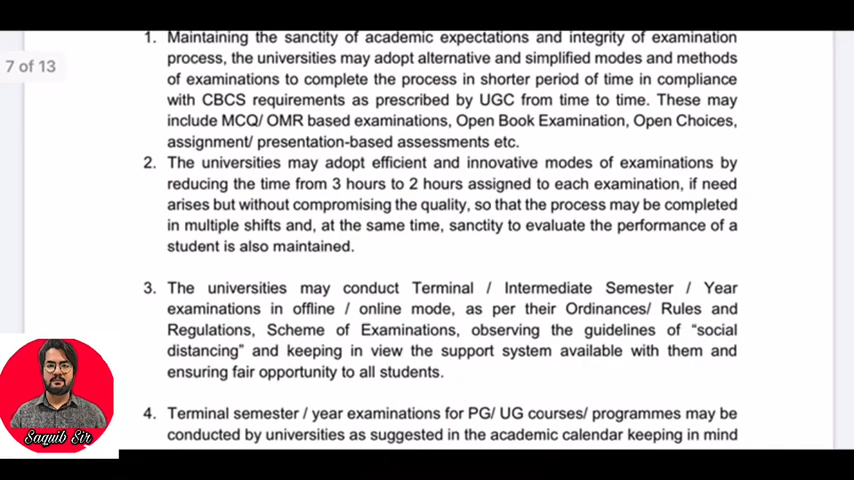 1. Maintaining the sanctity of academic expectations and integrity of examination
7 of 13
process, the universities may adopt alternative and simplified modes and methods
of examinations to complete the process in shorter period of time in compliance
with CBCS requirements as prescribed by UGC from time to time. These may
include MCQ/ OMR based examinations, Open Book Examination, Open Choices,
assignment/ presentation-based assessments etc.
2. The universities may adopt efficient and innovative modes of examinations by
reducing the time from 3 hours to 2 hours assigned to each examination, if need
arises but without compromising the quality, so that the process may be completed
in multiple shifts and, at the same time, sanctity to evaluate the performance of a
student is also maintained.
3. The universities may conduct Terminal / Intermediate Semester / Year
examinations in offline / online mode, as per their Ordinances/ Rules and
Regulations, Scheme of Examinations, observing the guidelines of “social
distancing” and keeping in view the support system available with them and
ensuring fair opportunity to all students.
4. Terminal semester / year examinations for PG/ UG courses/ programmes may be
conducted by universities as suggested in the academic calendar keeping in mind
Saquib Sir